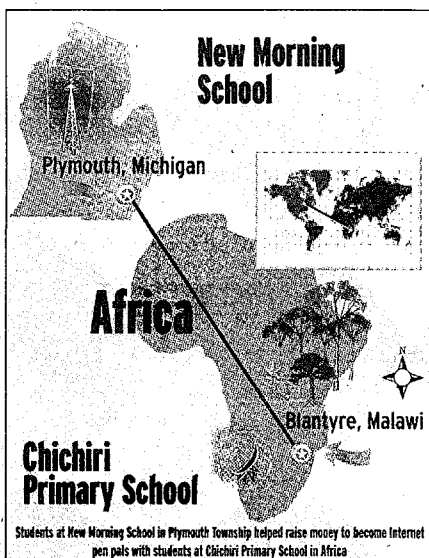 New Morning
School
Plymouth, Michigan
Africa
N
Blantyre, Malawi
Chichiri
Primary School
Students at New Morning School in Plymouth Township helped raise money to become Internet
pen pals with students at Chichiri Primary School in Africa